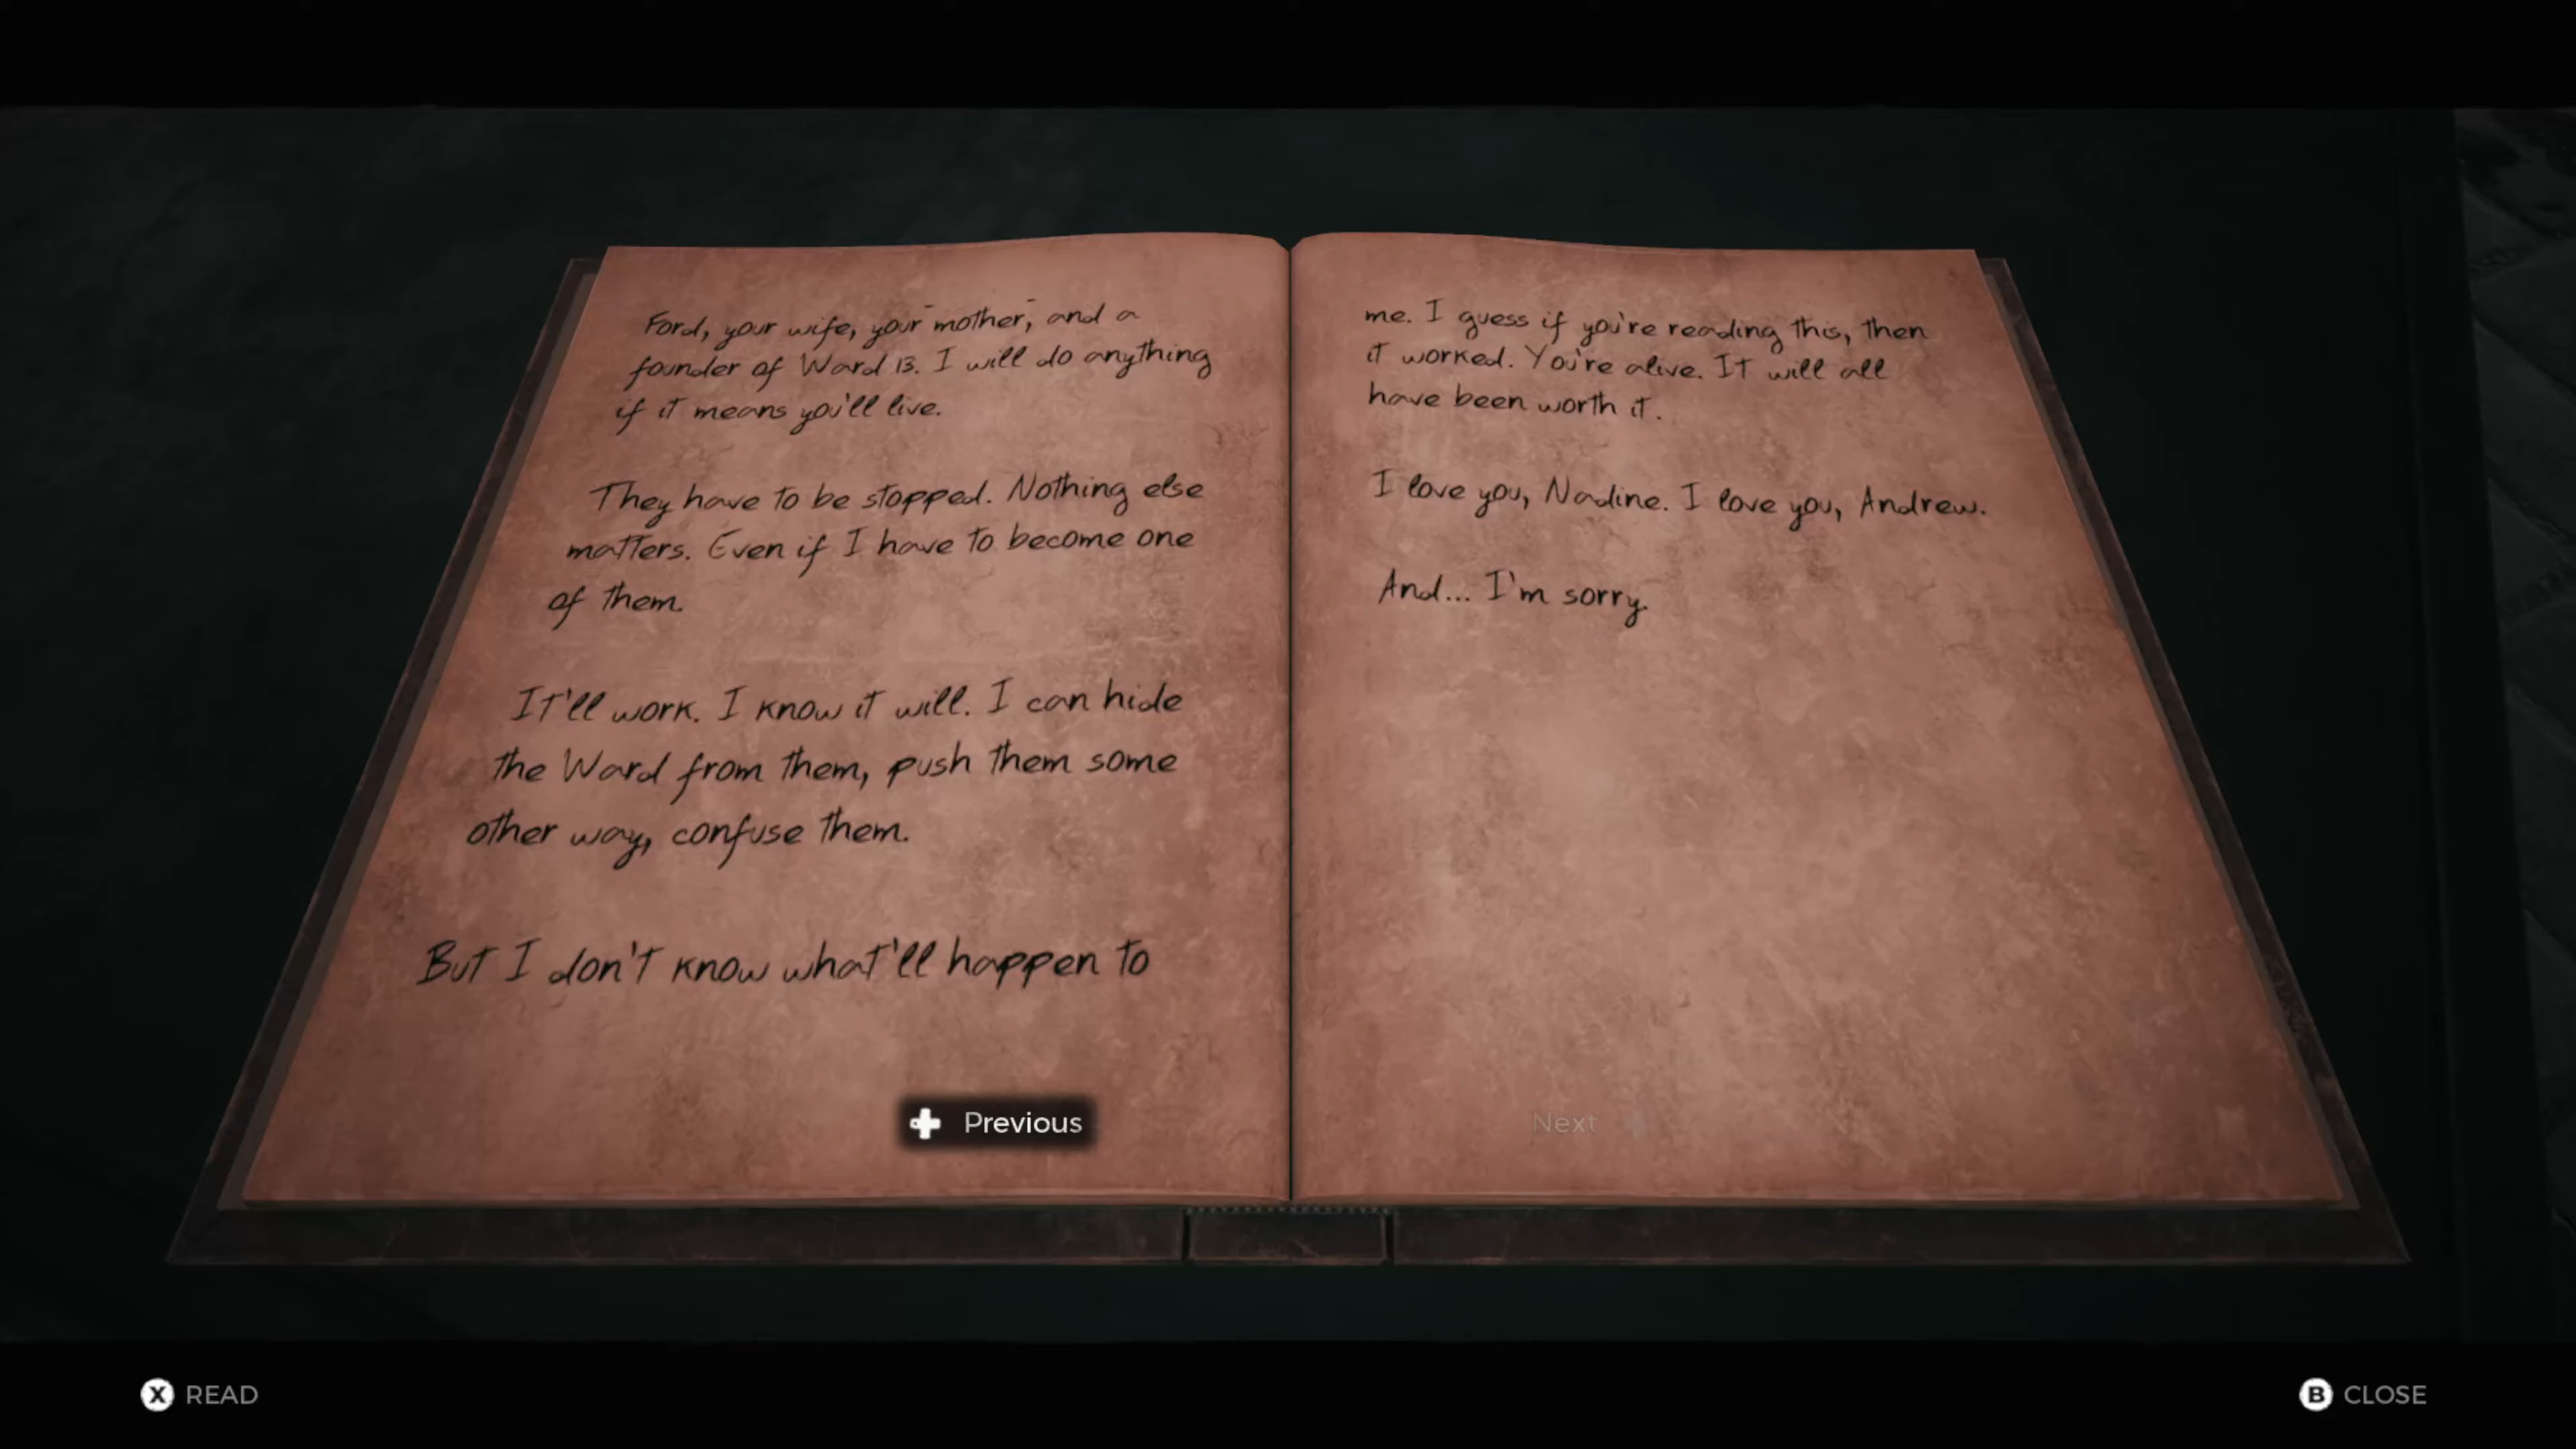 Ford, your wife, your "mother," and a
founder of Ward 13. I will do anything
if it means you'll live.
They have to be stopped. Nothing else
matters. Even if I have to become one
of them.
It'll work. I know it will. I can hide
the Ward from them, push them some
other way, confuse them.
But I don't know what'll happen to
me. I guess if you're reading this, then
it worked. You're alive. It will all
have been worth it.
I love you, Nadine. I love you, Andrew.
And... I'm sorry.
Previous
Next
X READ
B CLOSE